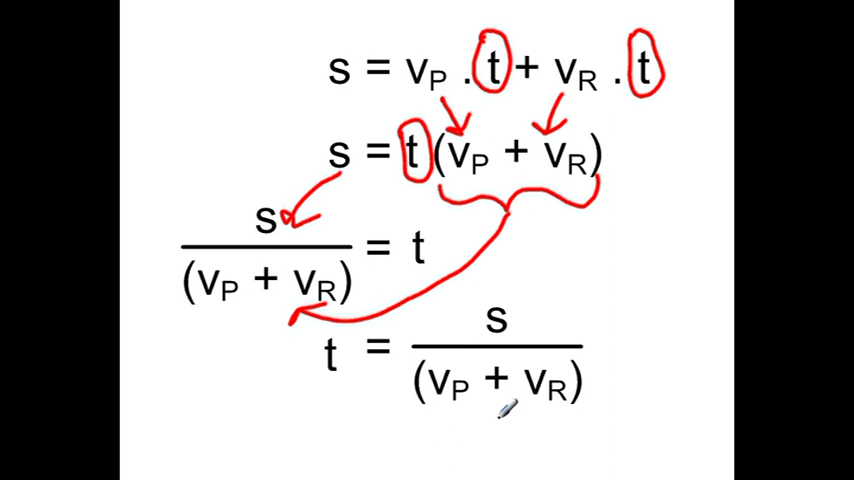 s = vP . t + vR . t
s = t (vP + vR)
s
(vP + vR) = t
t = s
(vP + vR)